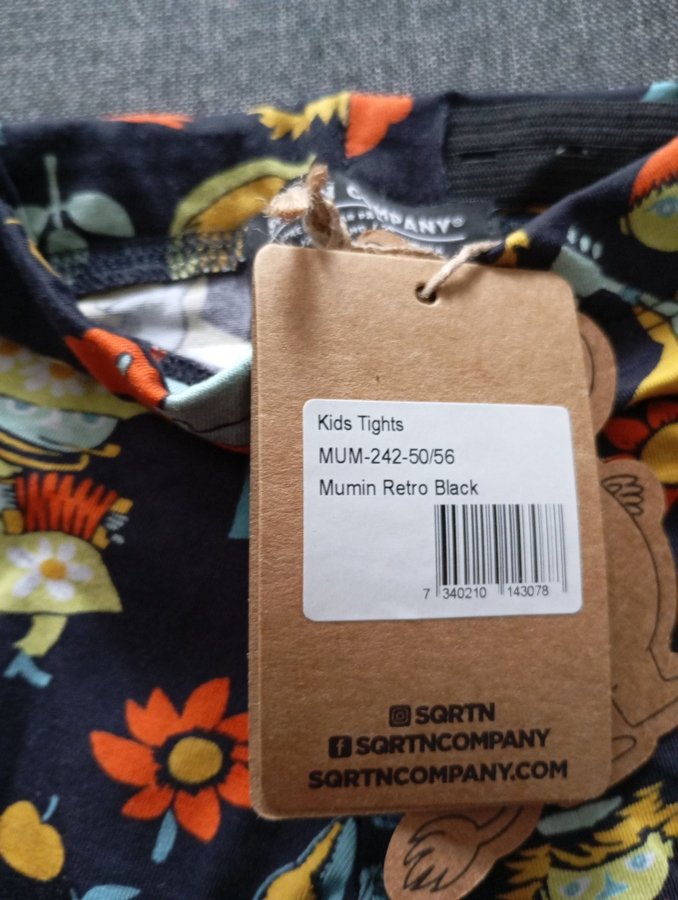 COMPANY®
Kids Tights
MUM-242-50/56
Mumin Retro Black
7 340210 143078
SQRTN
SQRTNCOMPANY
SQRTNCOMPANY.COM